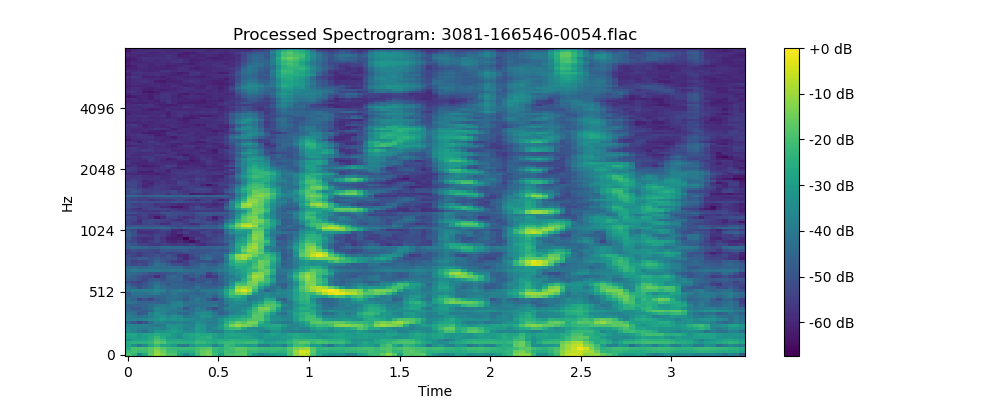 Processed Spectrogram: 3081-166546-0054.flac
Hz
4096
2048
1024
512
0
0
0.5
1
1.5
2
2.5
3
Time
+0 dB
-10 dB
-20 dB
-30 dB
-40 dB
-50 dB
-60 dB